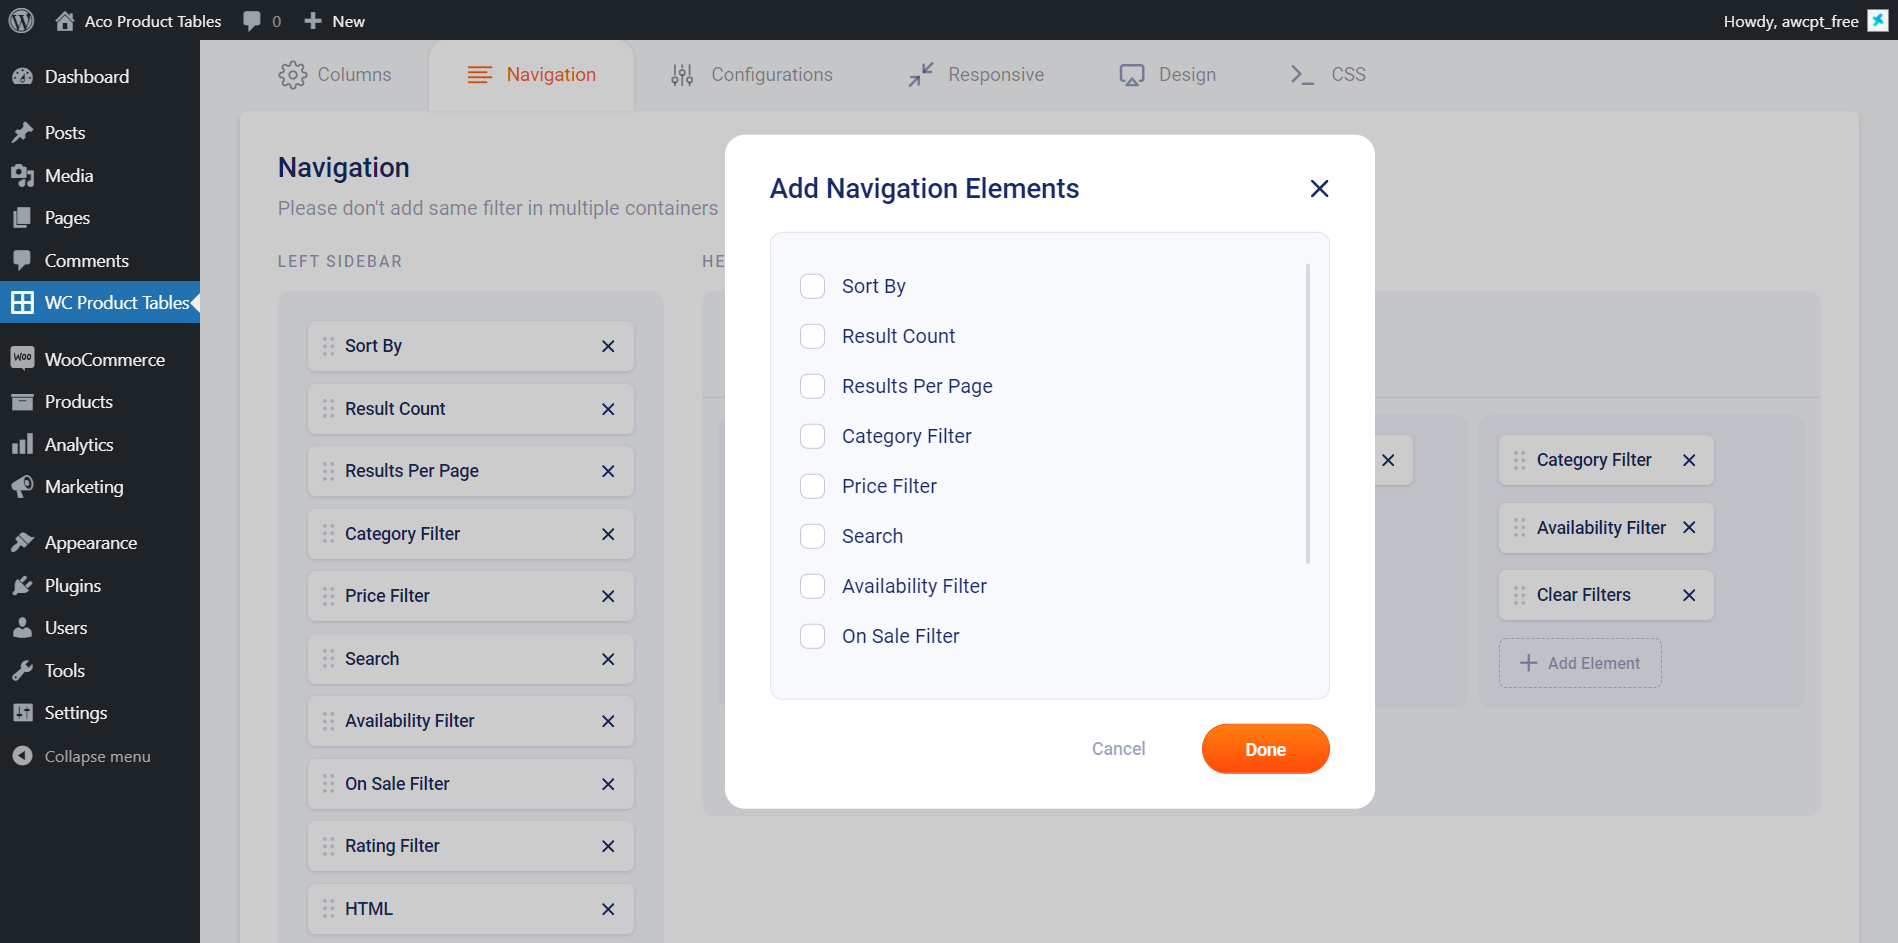 Aco Product Tables
0
New
Howdy, awcpt_free
Dashboard
Posts
Media
Pages
Comments
WC Product Tables
WooCommerce
Products
Analytics
Marketing
Appearance
Plugins
Users
Tools
Settings
Collapse menu
Columns
Navigation
Configurations
Responsive
Design
CSS
Navigation
Please don't add same filter in multiple containers
LEFT SIDEBAR
HE
Sort By
Result Count
Results Per Page
Category Filter
Price Filter
Search
Availability Filter
On Sale Filter
Rating Filter
HTML
Add Navigation Elements
Sort By
Result Count
Results Per Page
Category Filter
Price Filter
Search
Availability Filter
On Sale Filter
Cancel
Done
Category Filter
Availability Filter
Clear Filters
Add Element